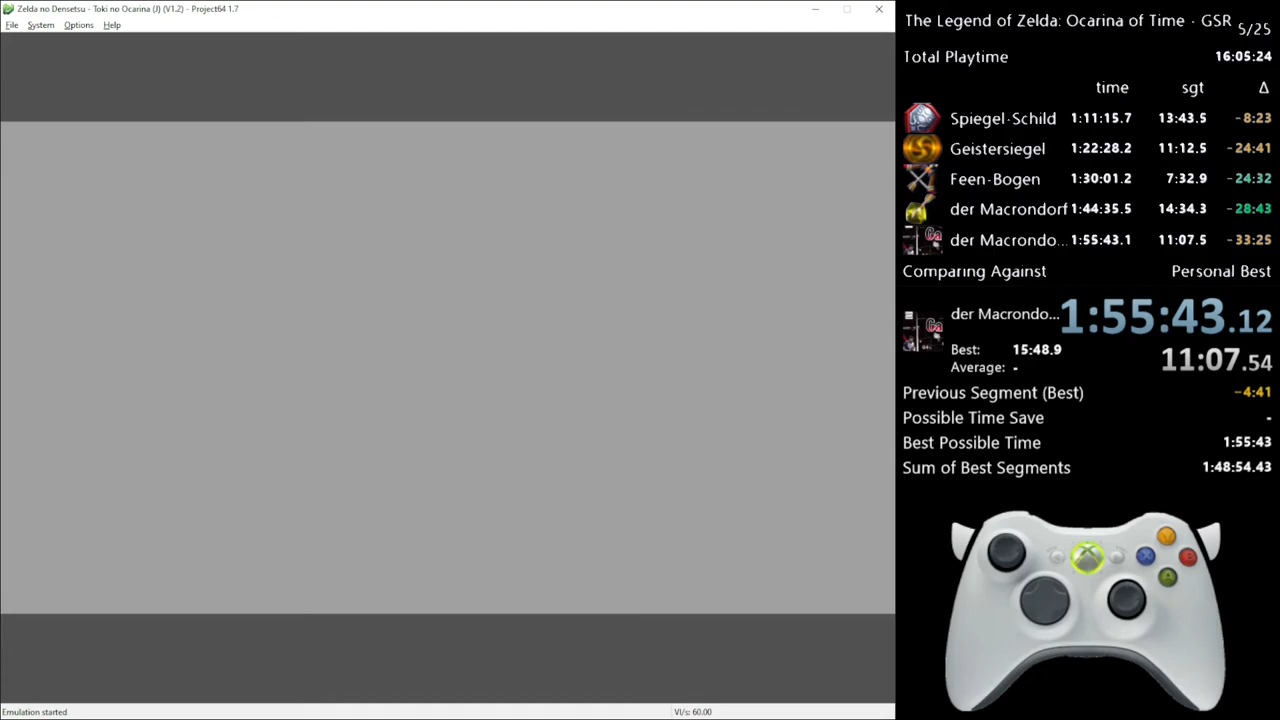 Zelda no Densetsu - Toki no Ocarina (J) (V1.2) - Project64 1.7
File System Options Help
Emulation started
VI/s: 60.00
The Legend of Zelda: Ocarina of Time · GSR 5/25
Total Playtime 16:05:24
time sgt Δ
Spiegel-Schild 1:11:15.7 13:43.5 -8:23
Geistersiegel 1:22:28.2 11:12.5 -24:41
Feen-Bogen 1:30:01.2 7:32.9 -24:32
der Macrondorf 1:44:35.5 14:34.3 -28:43
der Macrondo... 1:55:43.1 11:07.5 -33:25
Comparing Against Personal Best
der Macrondo... 1:55:43.12
Best: 15:48.9
Average: - 11:07.54
Previous Segment (Best) -4:41
Possible Time Save -
Best Possible Time 1:55:43
Sum of Best Segments 1:48:54.43
Y
X B
A